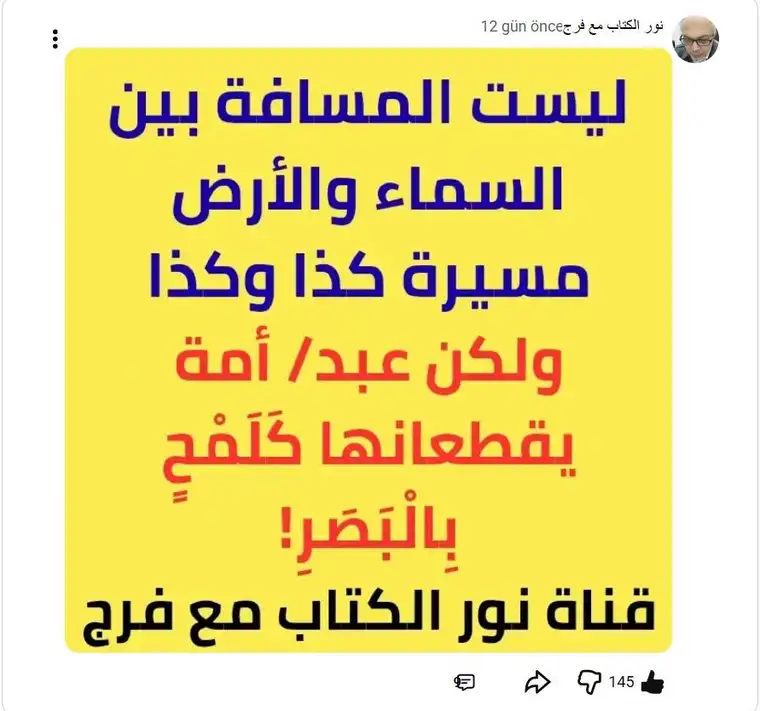 نور الكتاب مع فرج 12 gün önce
ليست المسافة بين
السماء والأرض
مسيرة كذا وكذا
ولكن عبد/ أمة
يقطعانها كَلَمْحٍ
بِالْبَصَرِ!
قناة نور الكتاب مع فرج
145